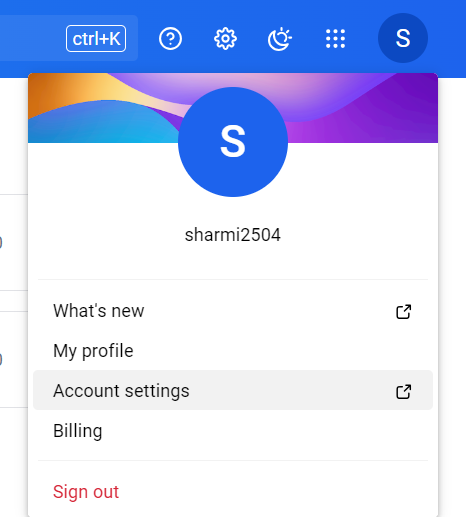 ctrl+K
S
S
sharmi2504
What's new
My profile
Account settings
Billing
Sign out